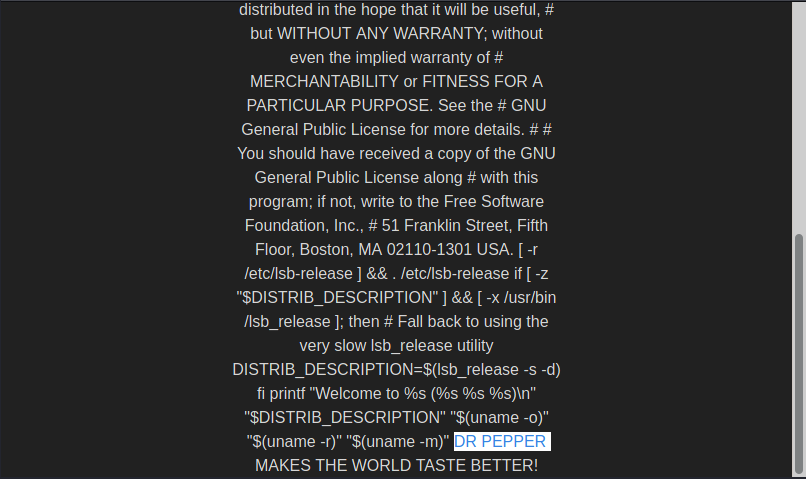 distributed in the hope that it will be useful, #
but WITHOUT ANY WARRANTY; without
even the implied warranty of #
MERCHANTABILITY or FITNESS FOR A
PARTICULAR PURPOSE. See the # GNU
General Public License for more details. # #
You should have received a copy of the GNU
General Public License along # with this
program; if not, write to the Free Software
Foundation, Inc., # 51 Franklin Street, Fifth
Floor, Boston, MA 02110-1301 USA. [ -r
/etc/lsb-release ] && . /etc/lsb-release if [ -z
"$DISTRIB_DESCRIPTION" ] && [ -x /usr/bin
/lsb_release ]; then # Fall back to using the
very slow lsb_release utility
DISTRIB_DESCRIPTION=$(lsb_release -s -d)
fi printf "Welcome to %s (%s %s %s)\n"
"$DISTRIB_DESCRIPTION" "$(uname -o)"
"$(uname -r)" "$(uname -m)" DR PEPPER
MAKES THE WORLD TASTE BETTER!